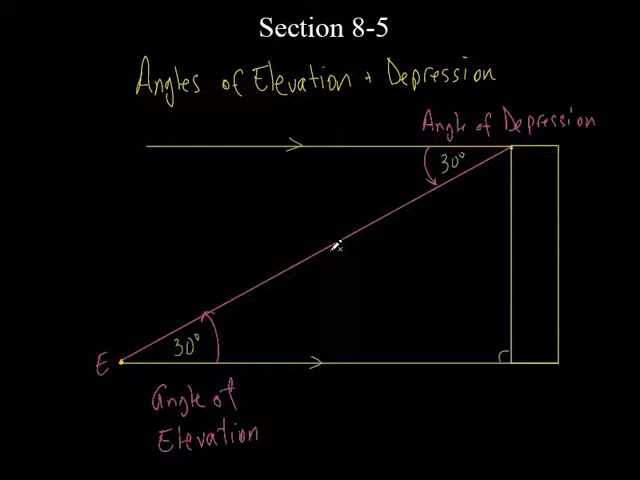 Section 8-5
Angles of Elevation + Depression
Angle of Depression
30°
30°
E
Angle of
Elevation